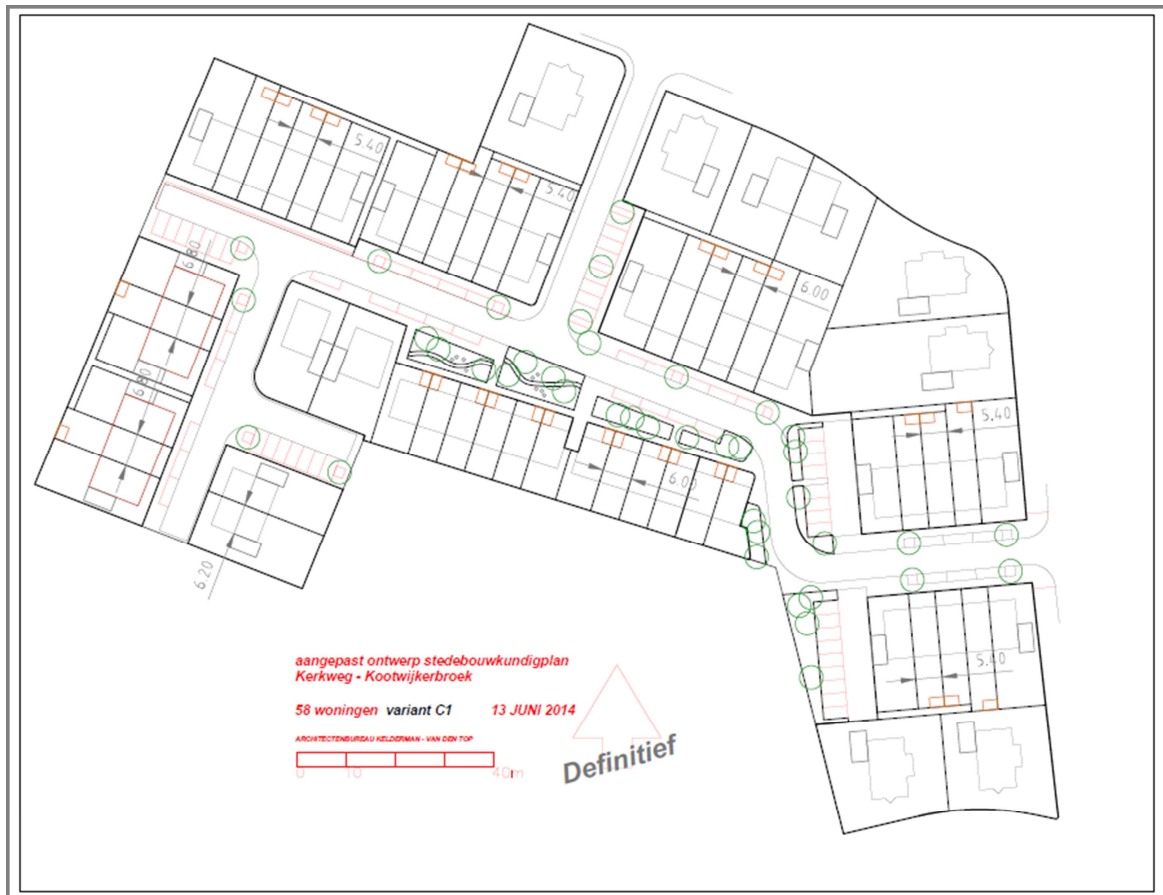 5.40
5.40
6.00
6.80
6.80
5.40
6.00
6.20
5.40
aangepast ontwerp stedebouwkundigplan
Kerkweg - Kootwijkerbroek
58 woningen variant C1 13 JUNI 2014
ARCHITECTENBUREAU KELDERMAN - VAN DEN TOP
0 10 40m
Definitief